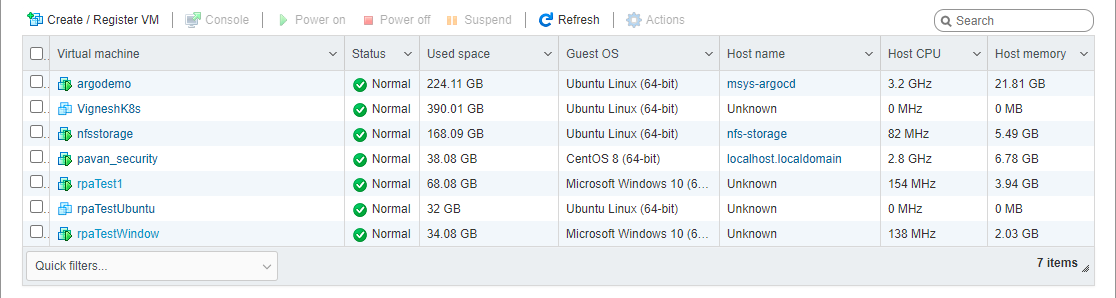 Create / Register VM Console Power on Power off Suspend Refresh Actions Search
Virtual machine Status Used space Guest OS Host name Host CPU Host memory
argodemo Normal 224.11 GB Ubuntu Linux (64-bit) msys-argocd 3.2 GHz 21.81 GB
VigneshK8s Normal 390.01 GB Ubuntu Linux (64-bit) Unknown 0 MHz 0 MB
nfsstorage Normal 168.09 GB Ubuntu Linux (64-bit) nfs-storage 82 MHz 5.49 GB
pavan_security Normal 38.08 GB CentOS 8 (64-bit) localhost.localdomain 2.8 GHz 6.78 GB
rpaTest1 Normal 68.08 GB Microsoft Windows 10 (6... Unknown 154 MHz 3.94 GB
rpaTestUbuntu Normal 32 GB Ubuntu Linux (64-bit) Unknown 0 MHz 0 MB
rpaTestWindow Normal 34.08 GB Microsoft Windows 10 (6... Unknown 138 MHz 2.03 GB
Quick filters... 7 items